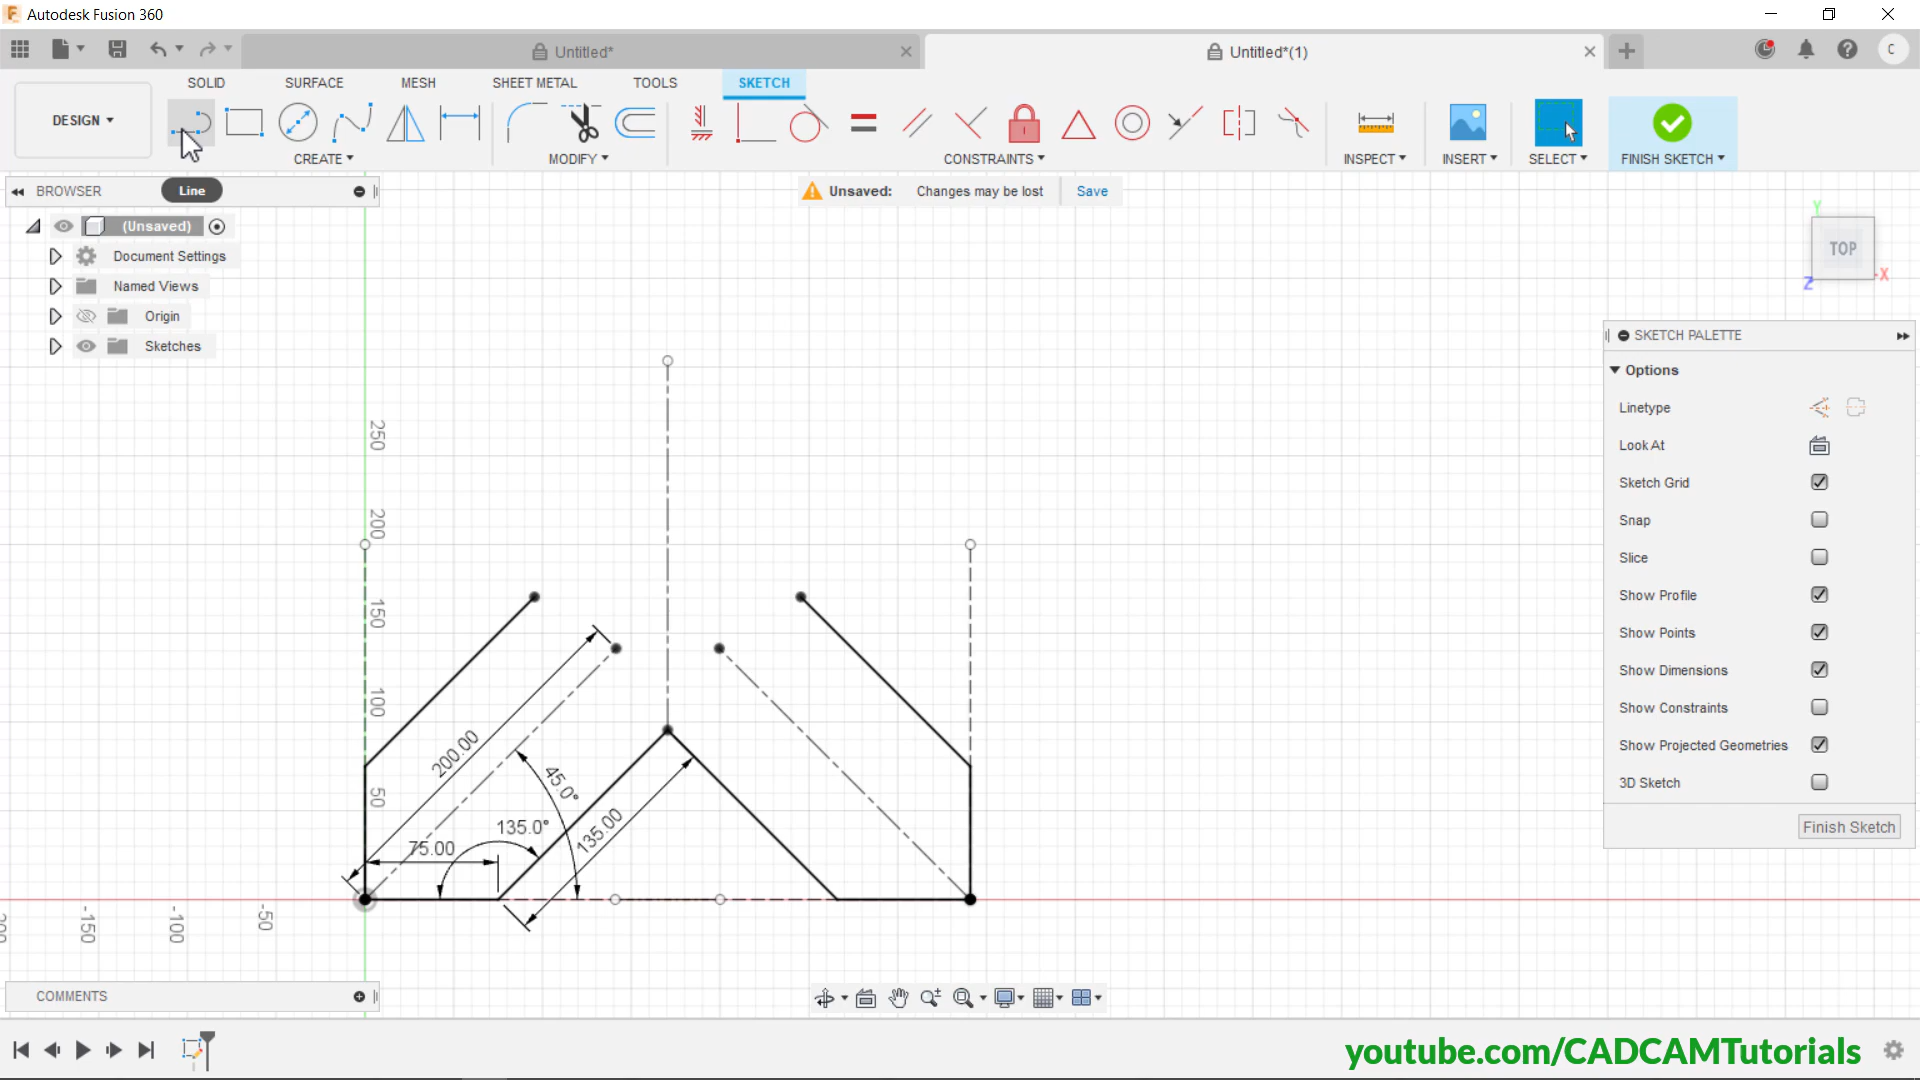 Autodesk Fusion 360
Untitled*
Untitled*(1)
C
SOLID SURFACE MESH SHEET METAL TOOLS SKETCH
DESIGN
CREATE MODIFY CONSTRAINTS INSPECT INSERT SELECT FINISH SKETCH
BROWSER
Line
Unsaved: Changes may be lost Save
(Unsaved)
Document Settings
Named Views
Origin
Sketches
Y
TOP
X
Z
SKETCH PALETTE
Options
Linetype
Look At
Sketch Grid
Snap
Slice
Show Profile
Show Points
Show Dimensions
Show Constraints
Show Projected Geometries
3D Sketch
Finish Sketch
250
200
150
100
50
200.00
45.0°
135.0°
135.00
75.00
-150
-100
-50
COMMENTS
youtube.com/CADCAMTutorials